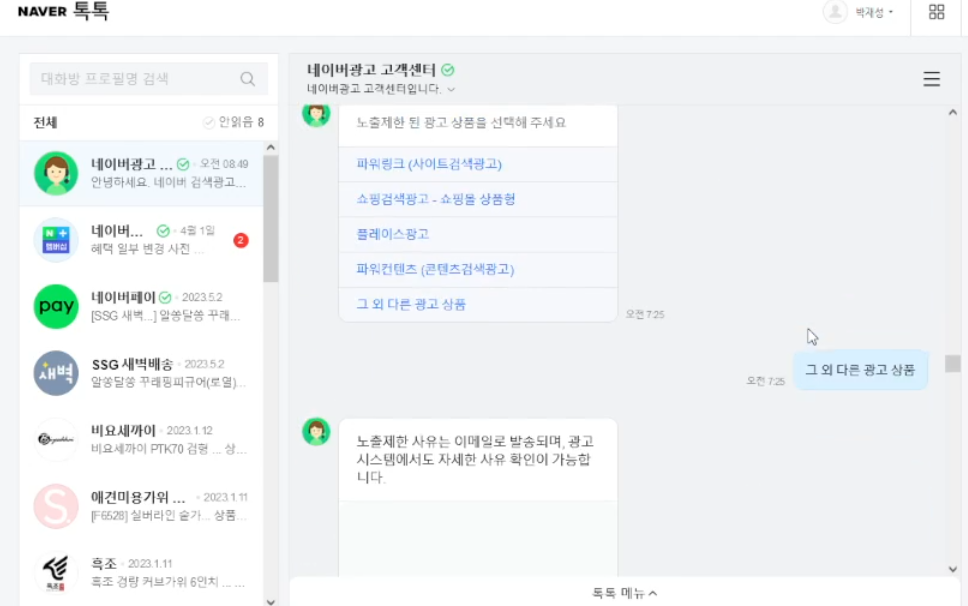 NAVER 톡톡
박재성
대화방 프로필명 검색
전체
안읽음 8
네이버광고 ... · 오전 08:49
안녕하세요. 네이버 검색광고...
네이버... · 4월 1일
혜택 일부 변경 사전 ...
2
N +
멤버십
네이버페이 · 2023.5.2
[SSG 새벽...] 알쏭달쏭 꾸래...
pay
SSG 새벽배송 · 2023.5.2
알쏭달쏭 꾸래핑피규어(로열)...
새벽
비요세까이 · 2023.1.12
비요세까이 PTK70 검형 ... 상...
애견미용가위 ... · 2023.1.11
[F6528] 실버라인 숱가... 상품...
S.
흑조 · 2023.1.11
흑조 경량 커브가위 6인치 ... ...
네이버광고 고객센터
네이버광고 고객센터입니다.
노출제한 된 광고 상품을 선택해 주세요
파워링크 (사이트검색광고)
쇼핑검색광고 - 쇼핑몰 상품형
플레이스광고
파워컨텐츠 (콘텐츠검색광고)
그 외 다른 광고 상품
오전 7:25
오전 7:25
그 외 다른 광고 상품
노출제한 사유는 이메일로 발송되며, 광고
시스템에서도 자세한 사유 확인이 가능합
니다.
톡톡 메뉴